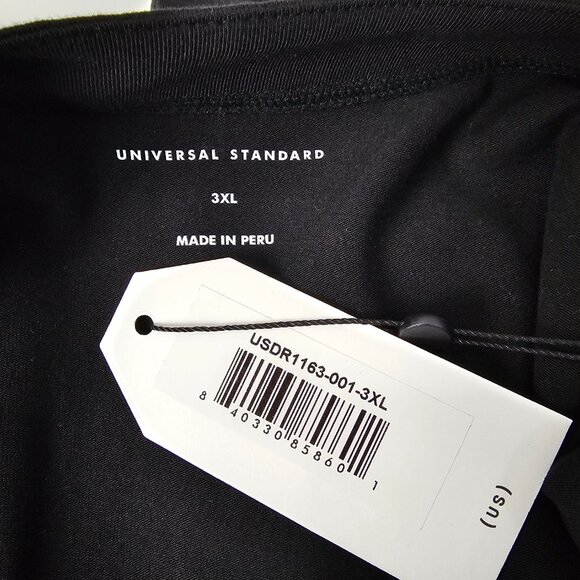 UNIVERSAL STANDARD
3XL
MADE IN PERU
USDR1163-001-3XL
8 40330 85860 1
(US)